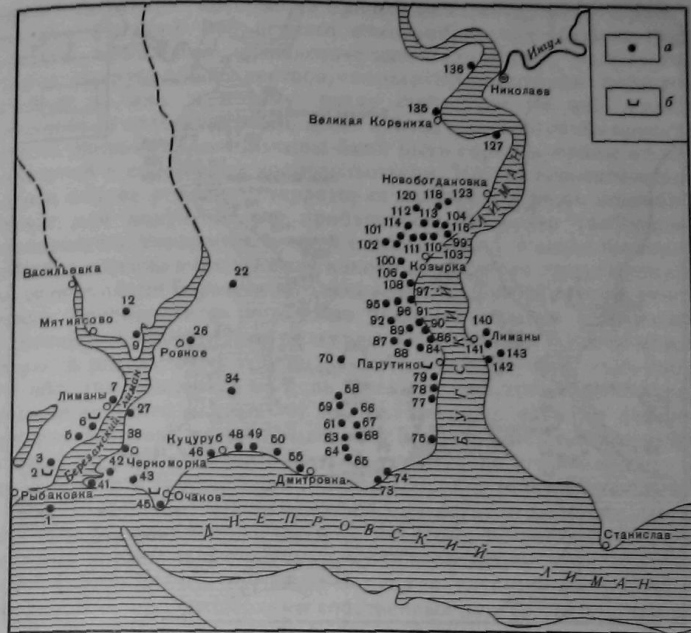 Ингул
а
136
Николаев
б
135
Великая Корениха
127
Новобогдановка
120 118 123
112 113 104
114 116
101
102 111 110 99
103
100 Козырка
106
Васильевка
22 108
97
12 95
96 91
Мятиясово
92 90 140
9 26 89 86 Лиманы
Ровное 87 88 84 141
143
70 Парутино 142
7 79
34 78
Лиманы 68 77
27 59 66
6 61 67
5 63 68 75
38 Куцуруб 48 49 64
3 46 50 65
2 42 Черноморка 55 74
43 Дмитровка 73
41 Очаков
Рыбаковка 45
1
Березанский лиман
БУГСКИЙ ЛИМАН
Станислав
ДНЕПРОВСКИЙ ЛИМАН